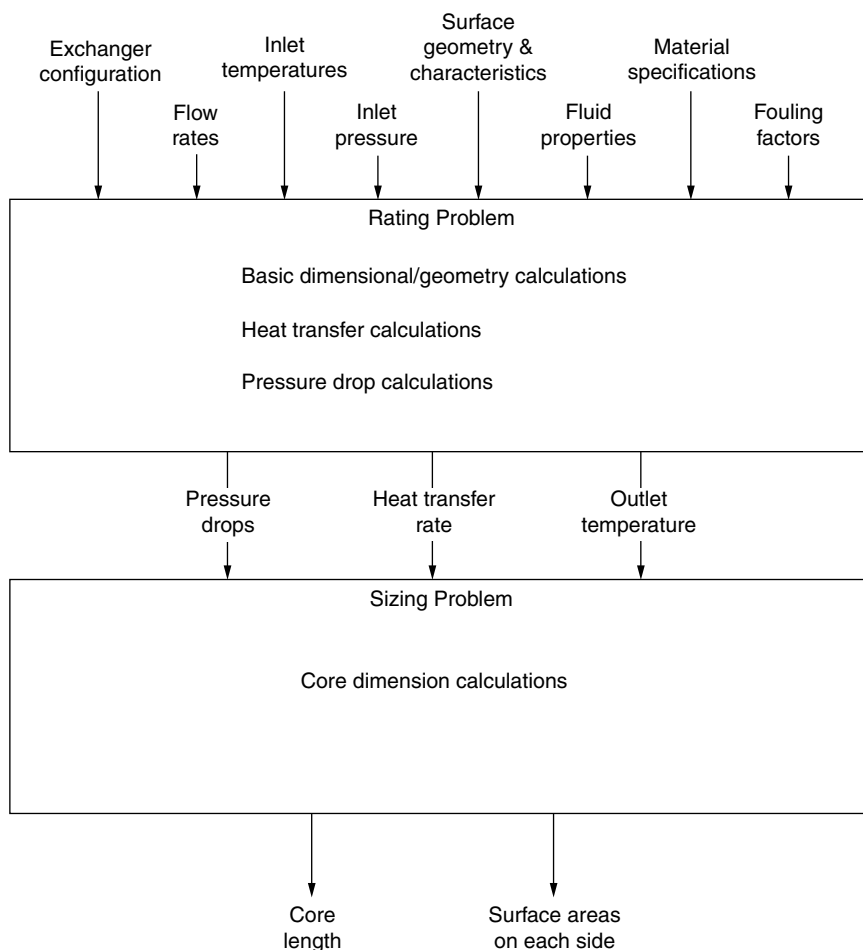 Exchanger
configuration
Flow
rates
Inlet
temperatures
Inlet
pressure
Surface
geometry &
characteristics
Fluid
properties
Material
specifications
Fouling
factors
Rating Problem
Basic dimensional/geometry calculations
Heat transfer calculations
Pressure drop calculations
Pressure
drops
Heat transfer
rate
Outlet
temperature
Sizing Problem
Core dimension calculations
Core
length
Surface areas
on each side